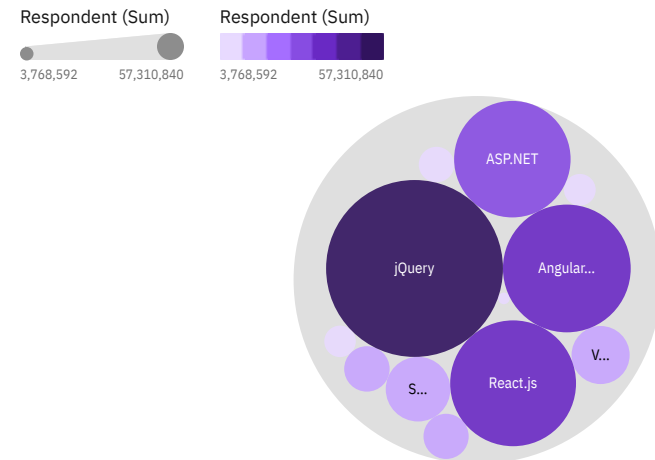 Respondent (Sum)
3,768,592 57,310,840
Respondent (Sum)
3,768,592 57,310,840
ASP.NET
jQuery
Angular...
V...
React.js
S...